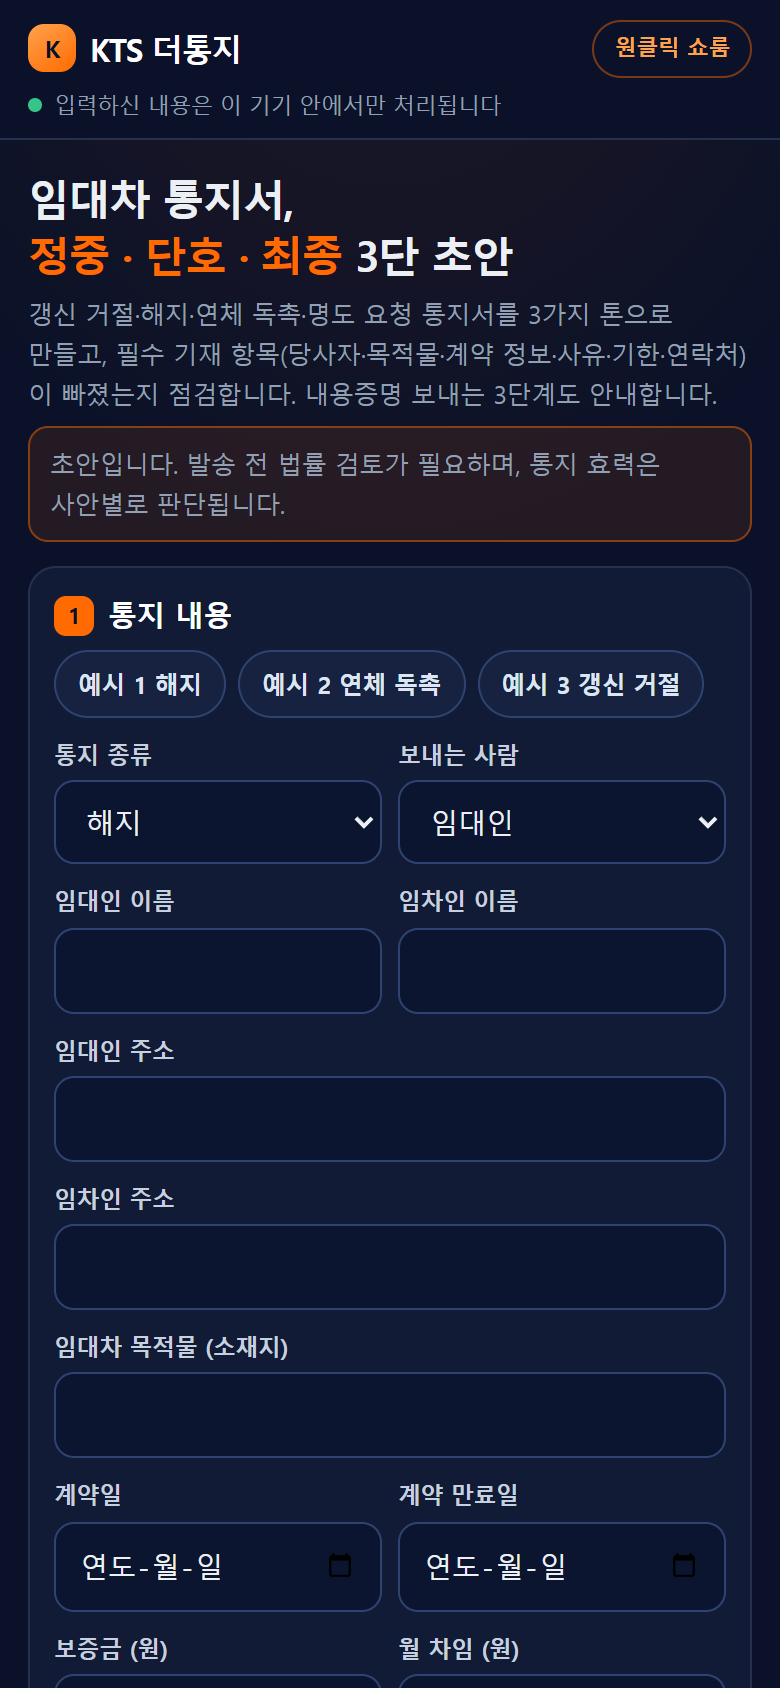 K KTS 더통지 원클릭 쇼룸
입력하신 내용은 이 기기 안에서만 처리됩니다
임대차 통지서,
정중 · 단호 · 최종 3단 초안
갱신 거절·해지·연체 독촉·명도 요청 통지서를 3가지 톤으로
만들고, 필수 기재 항목(당사자·목적물·계약 정보·사유·기한·연락처)
이 빠졌는지 점검합니다. 내용증명 보내는 3단계도 안내합니다.
초안입니다. 발송 전 법률 검토가 필요하며, 통지 효력은
사안별로 판단됩니다.
1 통지 내용
예시 1 해지 예시 2 연체 독촉 예시 3 갱신 거절
통지 종류 보내는 사람
해지 임대인
임대인 이름 임차인 이름
임대인 주소
임차인 주소
임대차 목적물 (소재지)
계약일 계약 만료일
연도-월-일 연도-월-일
보증금 (원) 월 차임 (원)